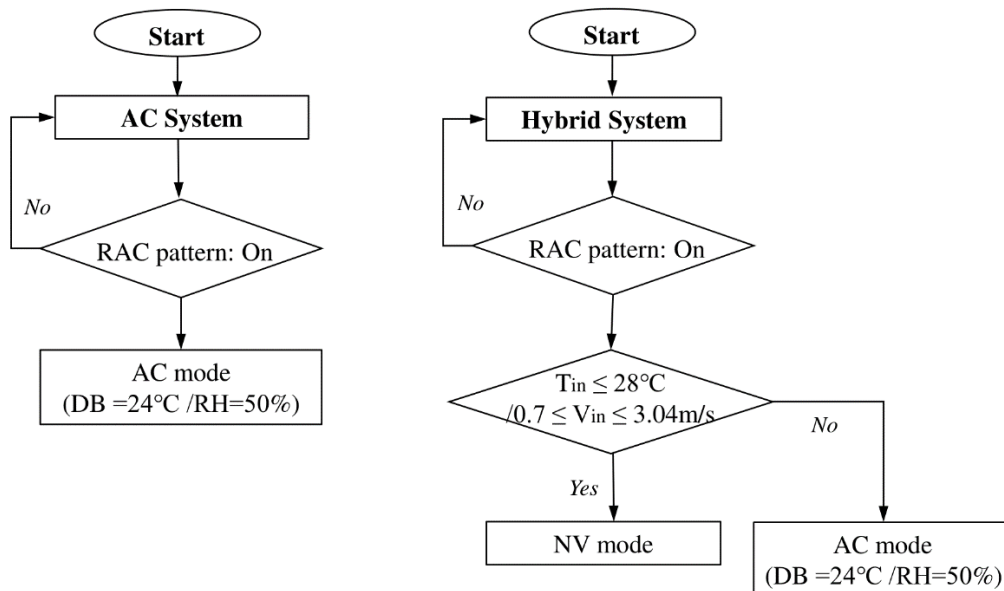 Start
AC System
No
RAC pattern: On
AC mode
(DB =24℃ /RH=50%)
Start
Hybrid System
No
RAC pattern: On
Tin ≤ 28℃
/0.7 ≤ Vin ≤ 3.04m/s
No
Yes
NV mode
AC mode
(DB =24℃ /RH=50%)